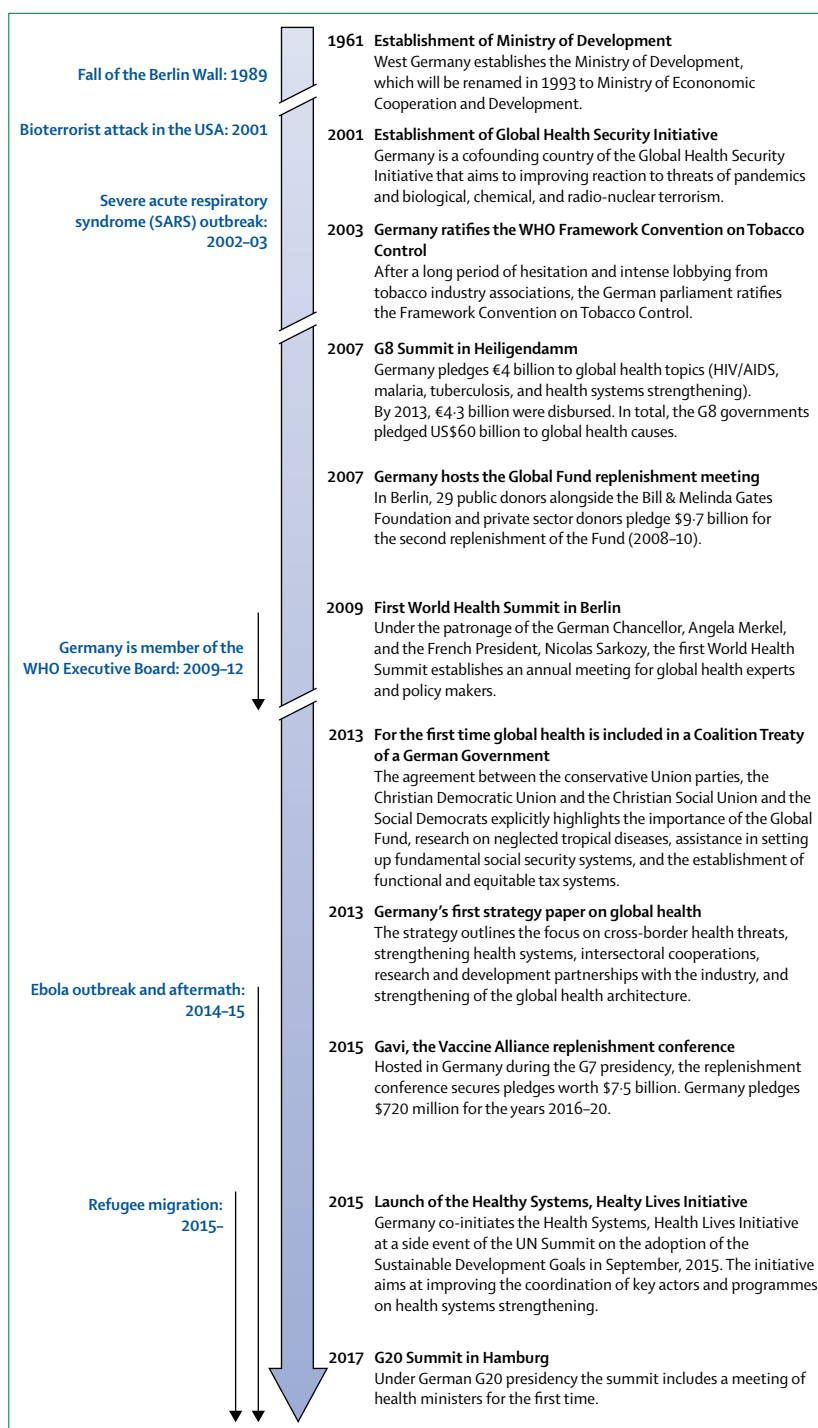 Fall of the Berlin Wall: 1989
Bioterrorist attack in the USA: 2001
Severe acute respiratory
syndrome (SARS) outbreak:
2002–03
Germany is member of the
WHO Executive Board: 2009–12
Ebola outbreak and aftermath:
2014–15
Refugee migration:
2015–
1961 Establishment of Ministry of Development
West Germany establishes the Ministry of Development,
which will be renamed in 1993 to Ministry of Econonomic
Cooperation and Development.
2001 Establishment of Global Health Security Initiative
Germany is a cofounding country of the Global Health Security
Initiative that aims to improving reaction to threats of pandemics
and biological, chemical, and radio-nuclear terrorism.
2003 Germany ratifies the WHO Framework Convention on Tobacco
Control
After a long period of hesitation and intense lobbying from
tobacco industry associations, the German parliament ratifies
the Framework Convention on Tobacco Control.
2007 G8 Summit in Heiligendamm
Germany pledges €4 billion to global health topics (HIV/AIDS,
malaria, tuberculosis, and health systems strengthening).
By 2013, €4·3 billion were disbursed. In total, the G8 governments
pledged US$60 billion to global health causes.
2007 Germany hosts the Global Fund replenishment meeting
In Berlin, 29 public donors alongside the Bill & Melinda Gates
Foundation and private sector donors pledge $9·7 billion for
the second replenishment of the Fund (2008–10).
2009 First World Health Summit in Berlin
Under the patronage of the German Chancellor, Angela Merkel,
and the French President, Nicolas Sarkozy, the first World Health
Summit establishes an annual meeting for global health experts
and policy makers.
2013 For the first time global health is included in a Coalition Treaty
of a German Government
The agreement between the conservative Union parties, the
Christian Democratic Union and the Christian Social Union and the
Social Democrats explicitly highlights the importance of the Global
Fund, research on neglected tropical diseases, assistance in setting
up fundamental social security systems, and the establishment of
functional and equitable tax systems.
2013 Germany's first strategy paper on global health
The strategy outlines the focus on cross-border health threats,
strengthening health systems, intersectoral cooperations,
research and development partnerships with the industry, and
strengthening of the global health architecture.
2015 Gavi, the Vaccine Alliance replenishment conference
Hosted in Germany during the G7 presidency, the replenishment
conference secures pledges worth $7·5 billion. Germany pledges
$720 million for the years 2016–20.
2015 Launch of the Healthy Systems, Healty Lives Initiative
Germany co-initiates the Health Systems, Health Lives Initiative
at a side event of the UN Summit on the adoption of the
Sustainable Development Goals in September, 2015. The initiative
aims at improving the coordination of key actors and programmes
on health systems strengthening.
2017 G20 Summit in Hamburg
Under German G20 presidency the summit includes a meeting of
health ministers for the first time.